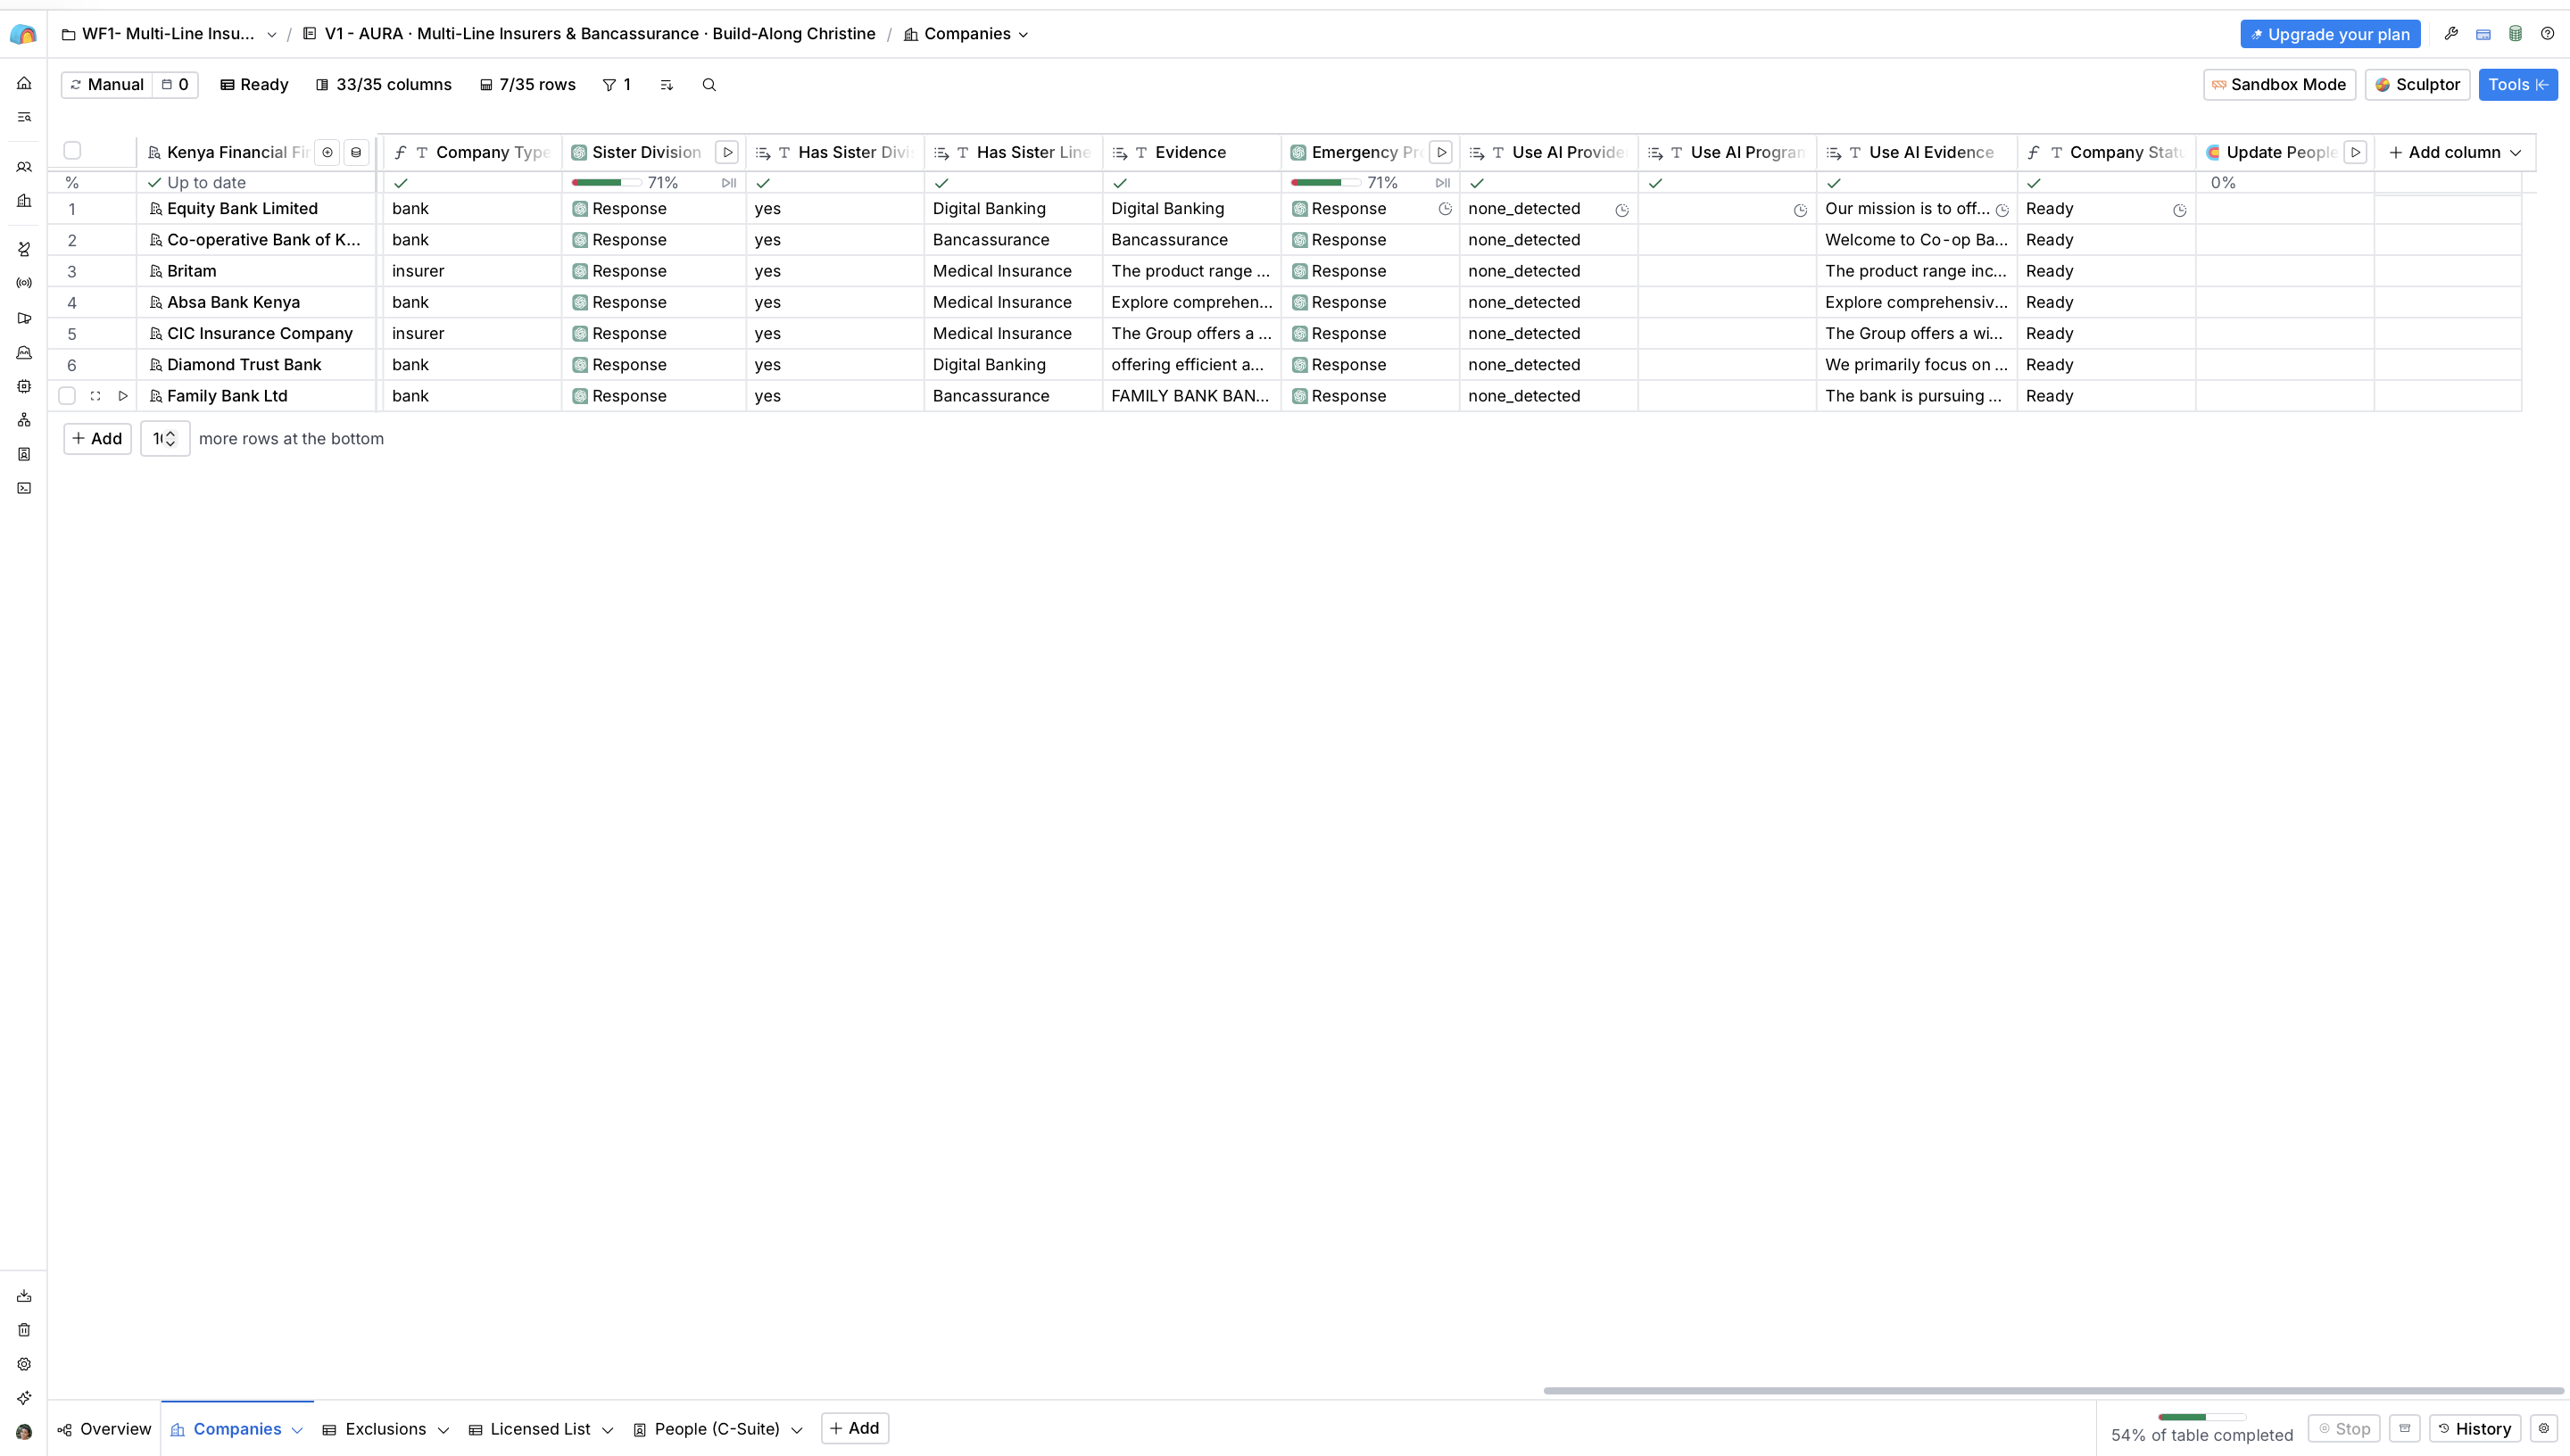 WF1- Multi-Line Insu... / V1 - AURA · Multi-Line Insurers & Bancassurance · Build-Along Christine / Companies
Upgrade your plan
Manual 0 Ready 33/35 columns 7/35 rows 1
Sandbox Mode Sculptor Tools
Kenya Financial Fir Company Type Sister Division Has Sister Divi Has Sister Line Evidence Emergency Pro Use AI Provide Use AI Program Use AI Evidence Company Statu Update People + Add column
% Up to date 71% 71% 0%
1 Equity Bank Limited bank Response yes Digital Banking Digital Banking Response none_detected Our mission is to off... Ready
2 Co-operative Bank of K... bank Response yes Bancassurance Bancassurance Response none_detected Welcome to Co-op Ba... Ready
3 Britam insurer Response yes Medical Insurance The product range ... Response none_detected The product range inc... Ready
4 Absa Bank Kenya bank Response yes Medical Insurance Explore comprehen... Response none_detected Explore comprehensiv... Ready
5 CIC Insurance Company insurer Response yes Medical Insurance The Group offers a ... Response none_detected The Group offers a wi... Ready
6 Diamond Trust Bank bank Response yes Digital Banking offering efficient a... Response none_detected We primarily focus on ... Ready
Family Bank Ltd bank Response yes Bancassurance FAMILY BANK BAN... Response none_detected The bank is pursuing ... Ready
+ Add more rows at the bottom
Overview Companies Exclusions Licensed List People (C-Suite) + Add
54% of table completed Stop History